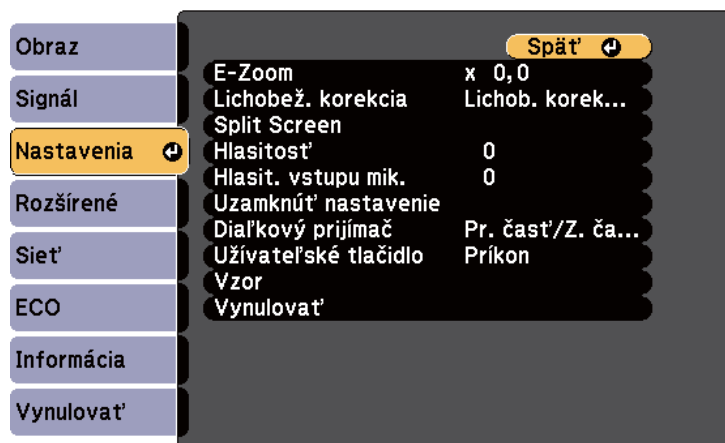 Obraz
Signál
Nastavenia
Rozšírené
Sieť
ECO
Informácia
Vynulovať
Späť
E-Zoom x 0,0
Lichobež. korekcia Lichob. korek...
Split Screen
Hlasitosť 0
Hlasit. vstupu mik. 0
Uzamknúť nastavenie
Diaľkový prijímač Pr. časť/Z. ča...
Užívateľské tlačidlo Príkon
Vzor
Vynulovať